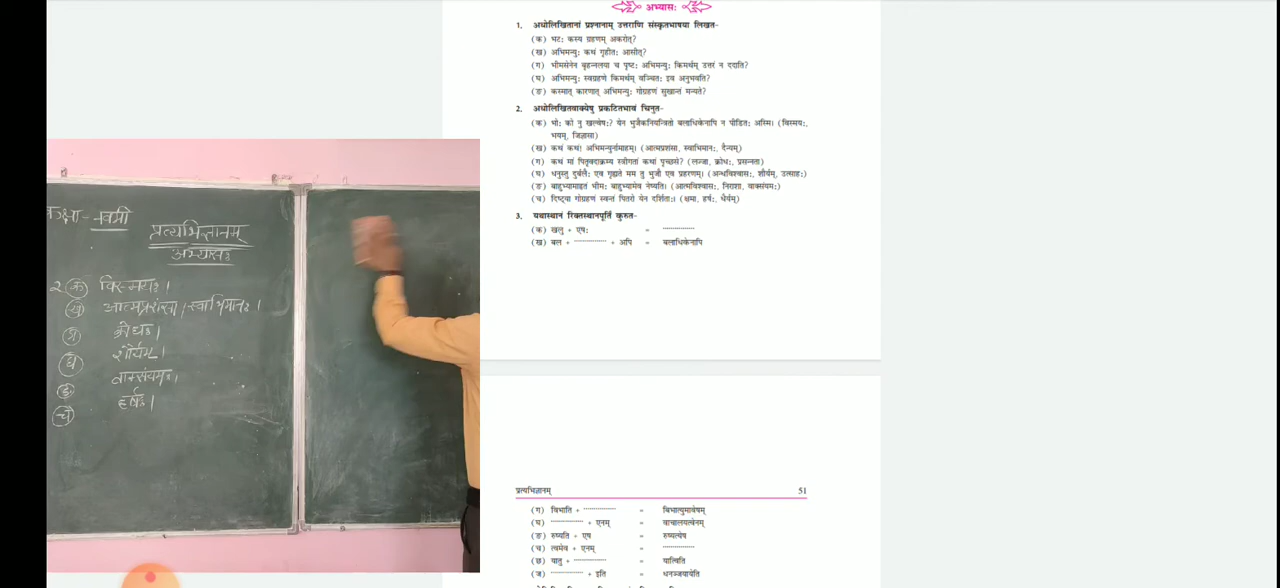 अभ्यासः
1. अधोलिखितानां प्रश्नानाम् उत्तराणि संस्कृतभाषया लिखत-
(क) भटः कस्य ग्रहणम् अकरोत्?
(ख) अभिमन्युः कथं गृहीतः आसीत्?
(ग) भीमसेनेन बृहन्नलया च पृष्टः अभिमन्युः किमर्थम् उत्तरं न ददाति?
(घ) अभिमन्युः स्वग्रहणे किमर्थम् वञ्चितः इव अनुभवति?
(ङ) कस्मात् कारणात् अभिमन्युः गोग्रहणं सुखान्तं मन्यते?
2. अधोलिखितवाक्येषु प्रकटितभावं चिनुत-
(क) भोः को नु खल्वेषः? येन भुजैकनियन्त्रितो बलाधिकेनापि न पीडितः अस्मि। (विस्मयः,
भयम्, जिज्ञासा)
(ख) कथं कथं! अभिमन्युर्नामाहम्। (आत्मप्रशंसा, स्वाभिमानः, दैन्यम्)
(ग) कथं मां पितृवदाक्रम्य स्त्रीगतां कथां पृच्छसे? (लज्जा, क्रोधः, प्रसन्नता)
(घ) धनुस्तु दुर्बलैः एव गृह्यते मम तु भुजौ एव प्रहरणम्। (अन्धविश्वासः, शौर्यम्, उत्साहः)
(ङ) बाहुभ्यामाहृतं भीमः बाहुभ्यामेव नेष्यति। (आत्मविश्वासः, निराशा, वाक्संयमः)
(च) दिष्ट्या गोग्रहणं स्वन्तं पितरो येन दर्शिताः। (क्षमा, हर्षः, धैर्यम्)
3. यथास्थानं रिक्तस्थानपूर्तिं कुरुत-
(क) खलु + एषः = ...............
(ख) बल + ............... + अपि = बलाधिकेनापि
प्रत्यभिज्ञानम् 51
(ग) विभाति + ............... = विभात्युमावेषम्
(घ) ............... + एनम् = वाचालयत्वेनम्
(ङ) रुष्यति + एष = रुष्यत्येष
(च) त्वमेव + एनम् = ...............
(छ) यातु + ............... = यात्विति
(ज) ............... + इति = धनञ्जयायेति
कक्षा - नवमी
प्रत्यभिज्ञानम्
अभ्यासः
२ (क) विस्मयः।
(ख) आत्मप्रशंसा / स्वाभिमानः।
(ग) क्रोधः।
(घ) शौर्यम्।
(ङ) वाक्संयमः।
(च) हर्षः।